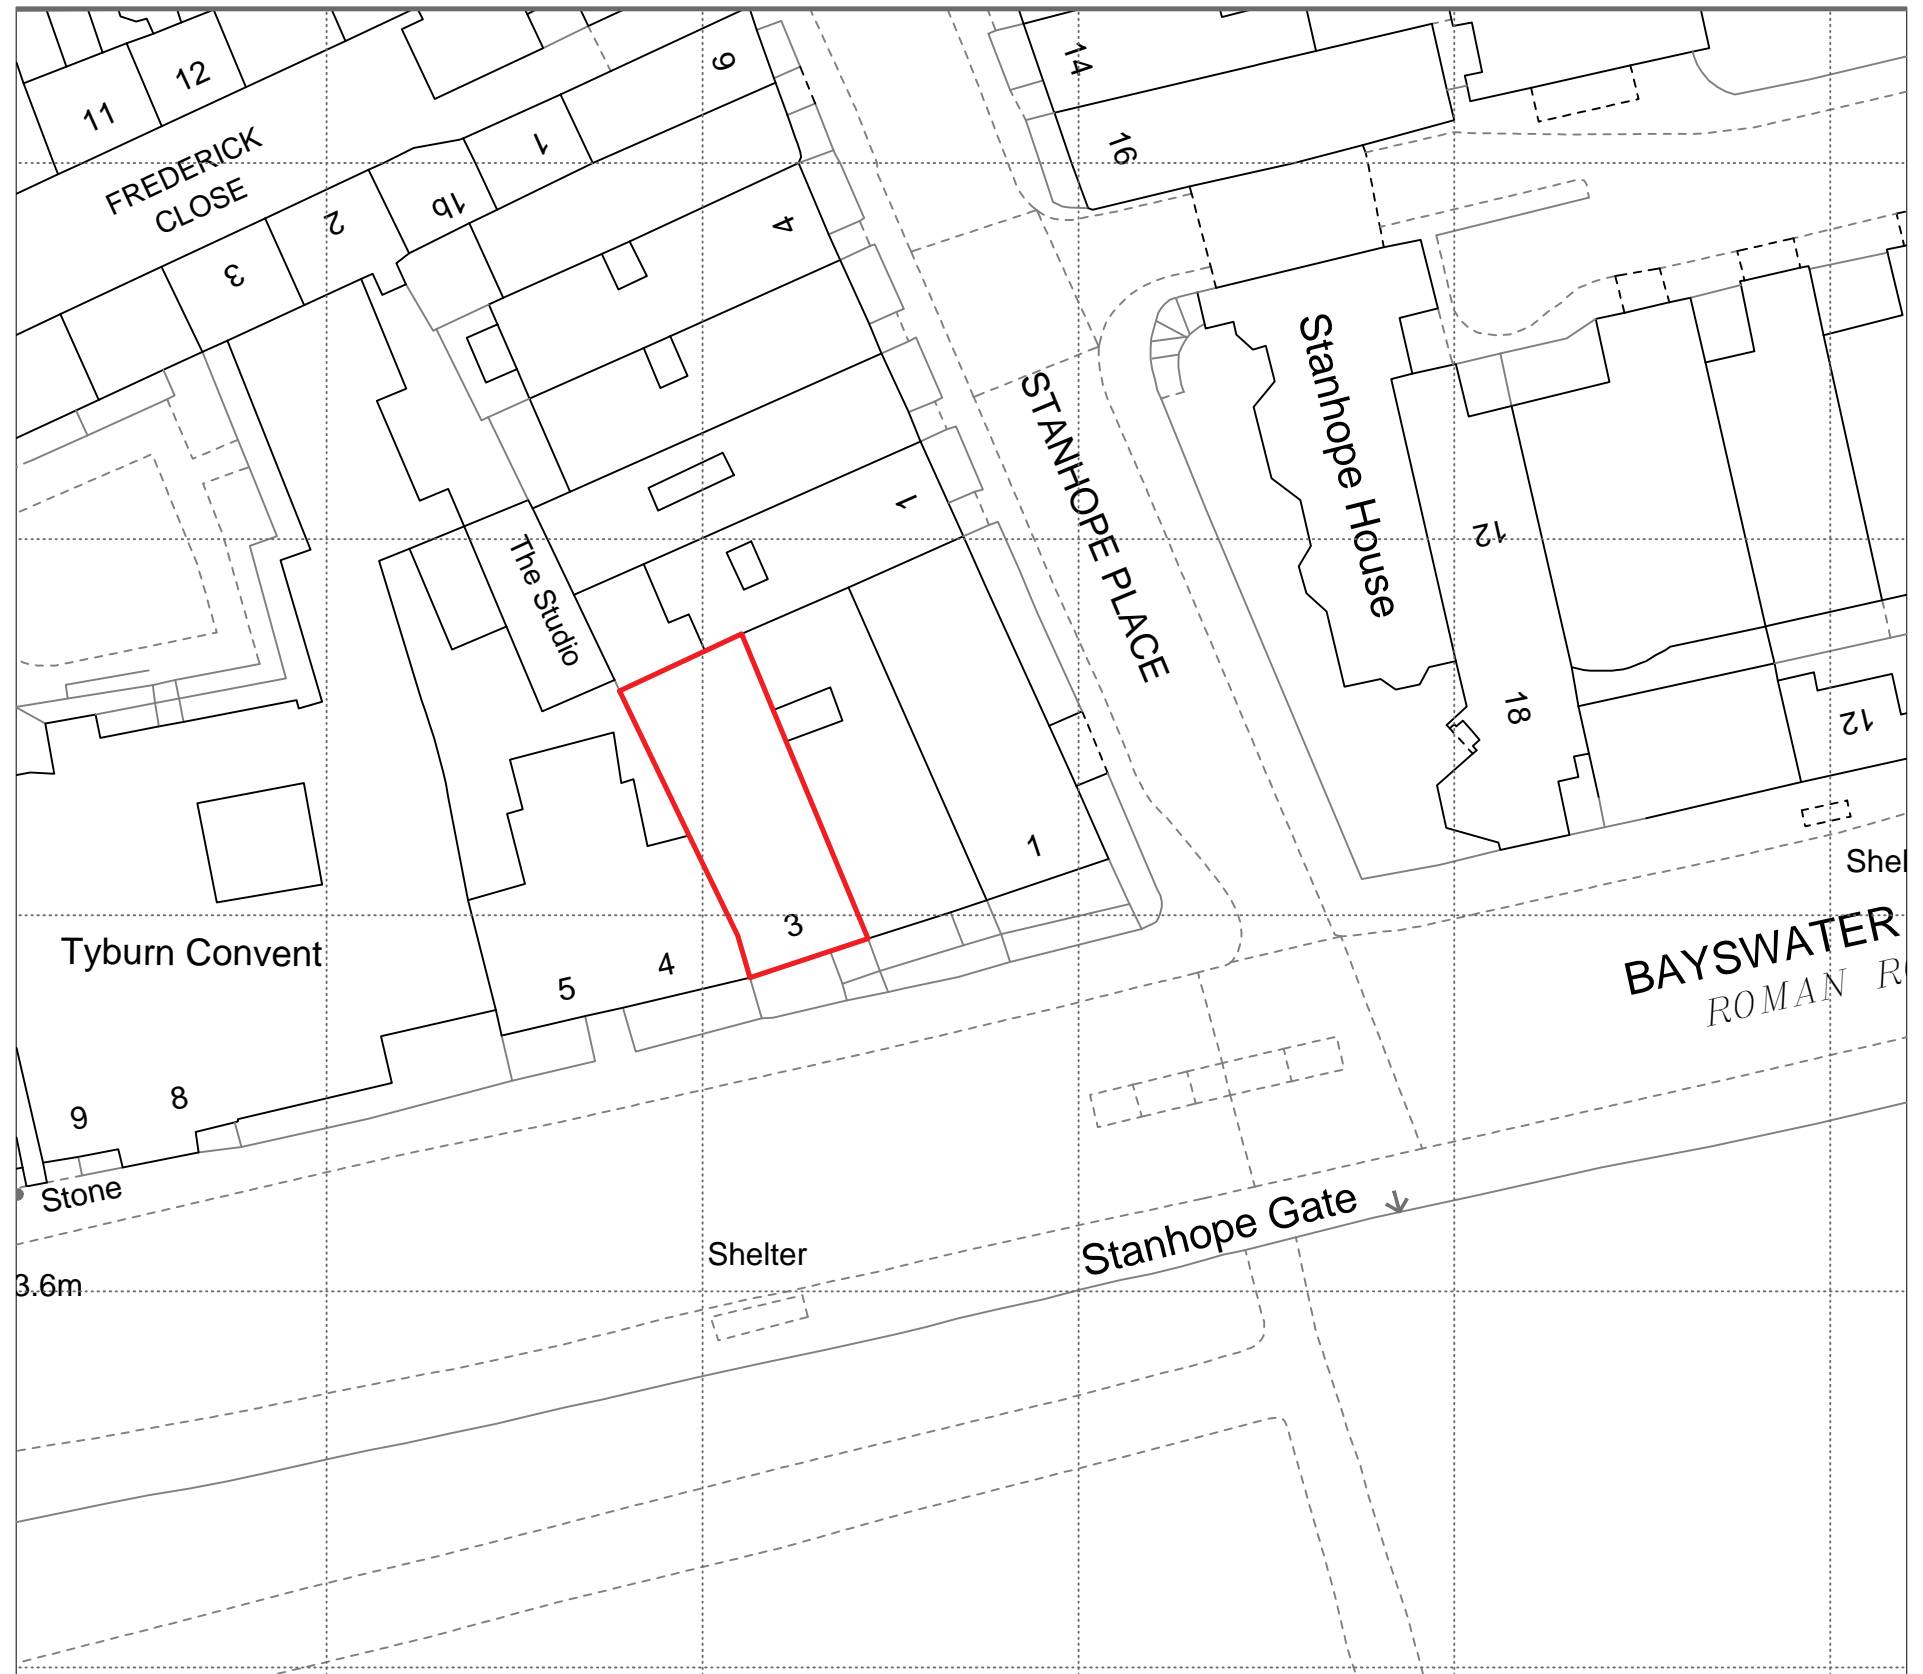 11
12
9
14
16
FREDERICK
CLOSE
1
1b
2
3
4
STANHOPE PLACE
Stanhope House
The Studio
1
12
18
12
1
3
4
5
Tyburn Convent
Shel
BAYSWATER
ROMAN R
9
8
Stone
Shelter
Stanhope Gate
3.6m